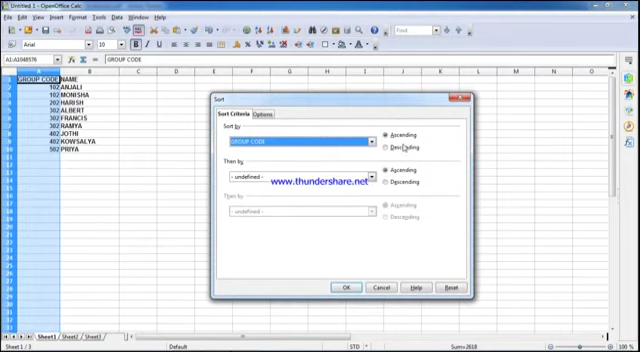 Untitled 1 - OpenOffice Calc
File Edit View Insert Format Tools Data Window Help
Find
Arial 10
A1:A1048576 GROUP CODE
A B C D E F
GROUP CODE NAME
102 ANJALI
102 MONISHA
202 HARISH
302 ALBERT
302 FRANCIS
302 RAMYA
402 JOTHI
402 KOWSALYA
502 PRIYA
Sort
Sort Criteria Options
Sort by
GROUP CODE
Ascending
Descending
Then by
- undefined -
Ascending
Descending
www.thundershare.net
Then by
- undefined -
Ascending
Descending
OK Cancel Help Reset
Sheet1 Sheet2 Sheet3
Sheet 1 / 3 Default STD Sum=2618 100 %